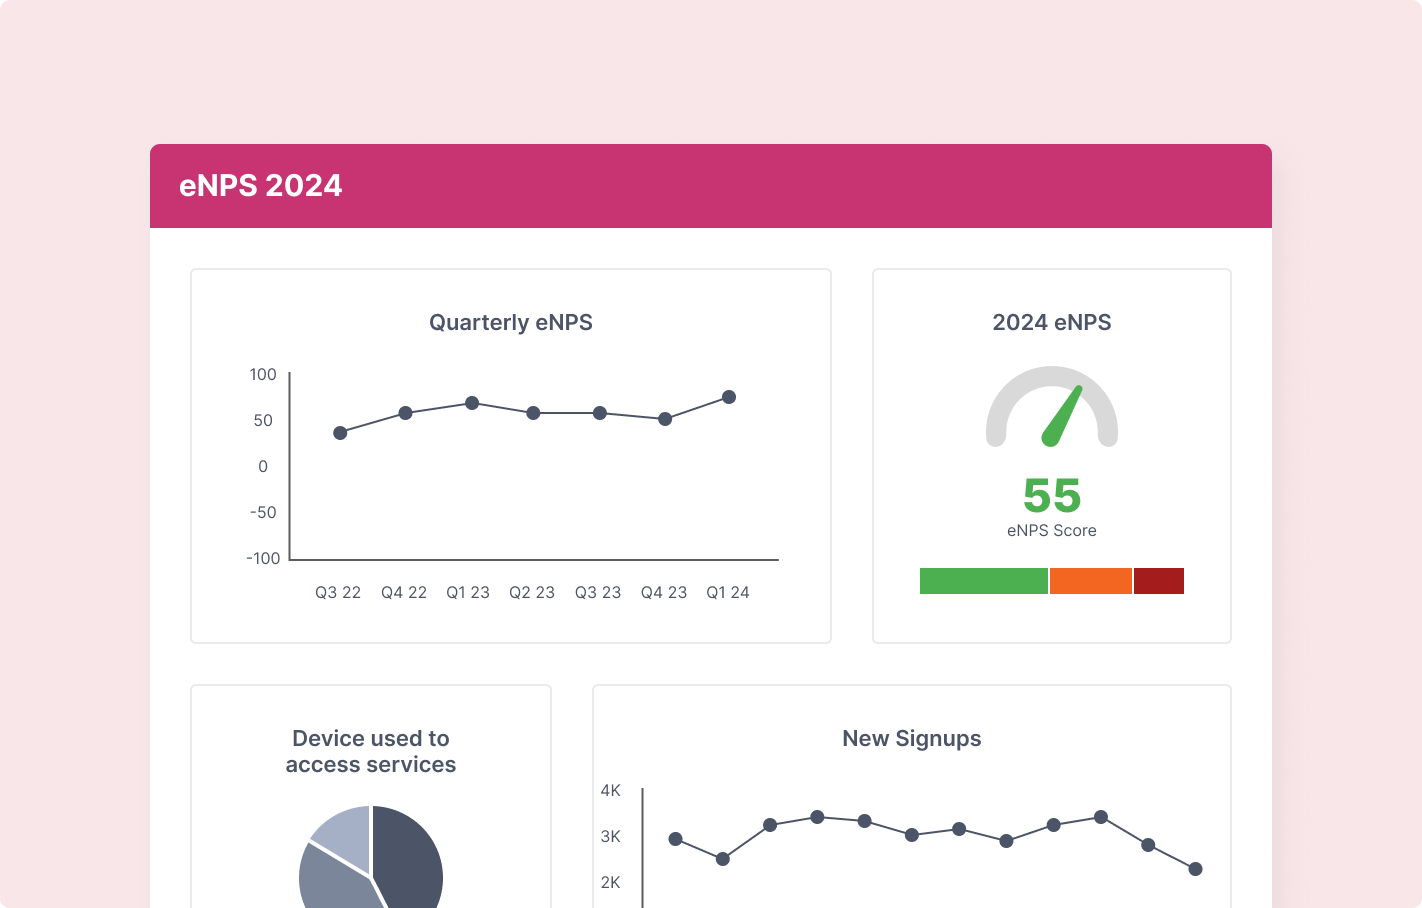 eNPS 2024
Quarterly eNPS
100
50
0
-50
-100
Q3 22 Q4 22 Q1 23 Q2 23 Q3 23 Q4 23 Q1 24
2024 eNPS
55
eNPS Score
Device used to
access services
New Signups
4K
3K
2K